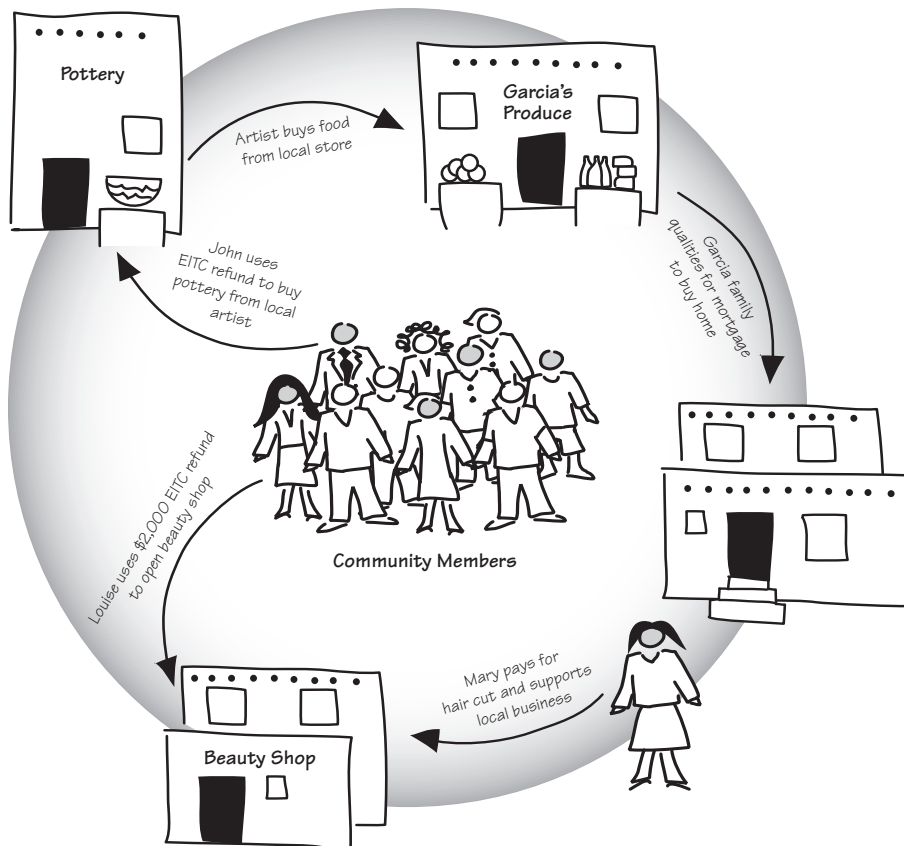 Pottery
Garcia's
Produce
Artist buys food
from local store
John uses
EITC refund to buy
pottery from local
artist
Garcia family
qualities for mortgage
to buy home
Louise uses $2,000 EITC refund
to open beauty shop
Community Members
Mary pays for
hair cut and supports
local business
Beauty Shop